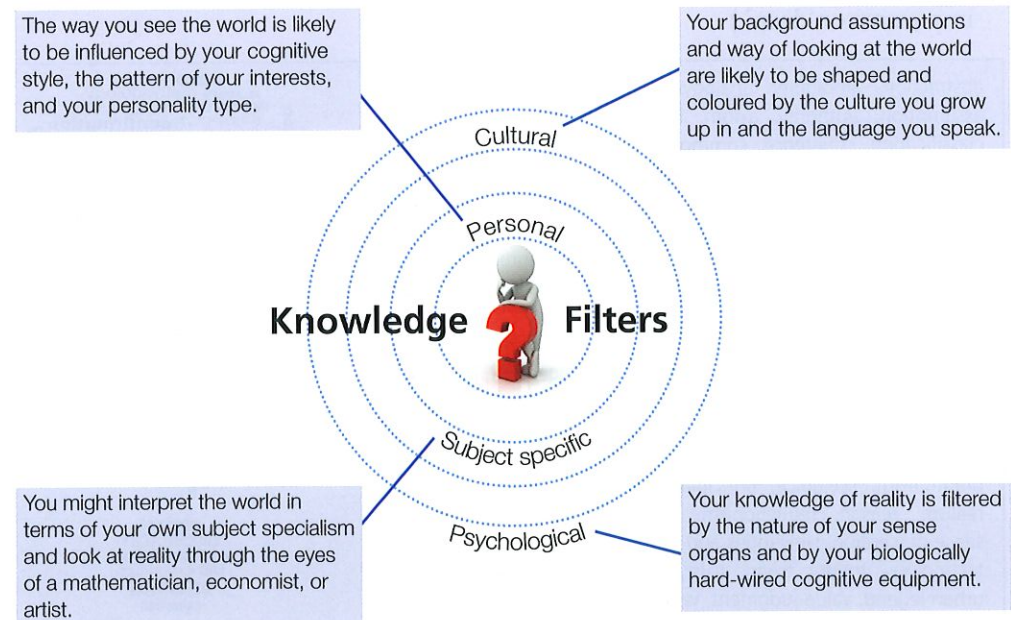 The way you see the world is likely
to be influenced by your cognitive
style, the pattern of your interests,
and your personality type.
Your background assumptions
and way of looking at the world
are likely to be shaped and
coloured by the culture you grow
up in and the language you speak.
Cultural
Personal
Knowledge ? Filters
Subject specific
Psychological
You might interpret the world in
terms of your own subject specialism
and look at reality through the eyes
of a mathematician, economist, or
artist.
Your knowledge of reality is filtered
by the nature of your sense
organs and by your biologically
hard-wired cognitive equipment.